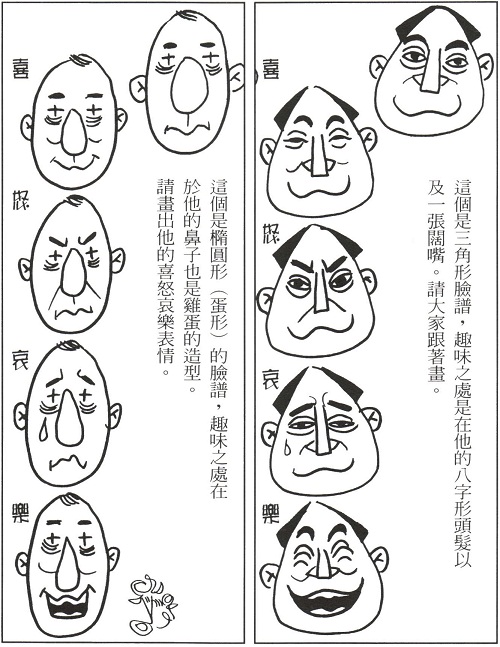 這個是三角形臉譜，趣味之處是在他的八字形頭髮以
及一張闊嘴。請大家跟著畫。
喜
怒
哀
樂
這個是橢圓形（蛋形）的臉譜，趣味之處在
於他的鼻子也是雞蛋的造型。
請畫出他的喜怒哀樂表情。
喜
怒
哀
樂